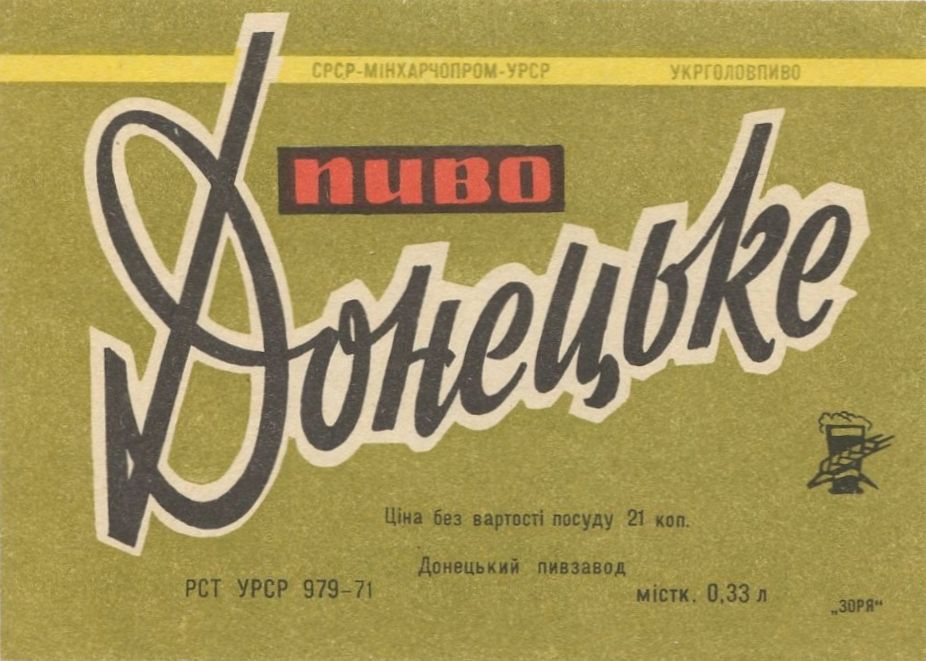 СРСР-МІНХАРЧОПРОМ-УРСР УКРГОЛОВПИВО
пиво
Донецьке
Ціна без вартості посуду 21 коп.
Донецький пивзавод
РСТ УРСР 979-71 містк. 0,33 л
„ЗОРЯ“